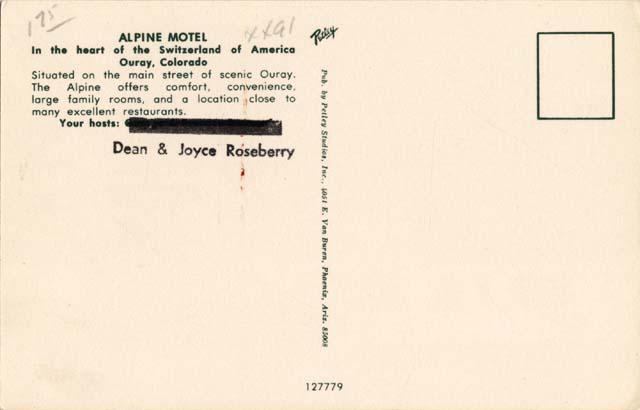 175
XX91
ALPINE MOTEL
In the heart of the Switzerland of America
Ouray, Colorado
Situated on the main street of scenic Ouray.
The Alpine offers comfort, convenience,
large family rooms, and a location close to
many excellent restaurants.
Your hosts:
Dean & Joyce Roseberry
Petley
Pub. by Petley Studios, Inc., 4051 E. Van Buren, Phoenix, Ariz. 85008
127779